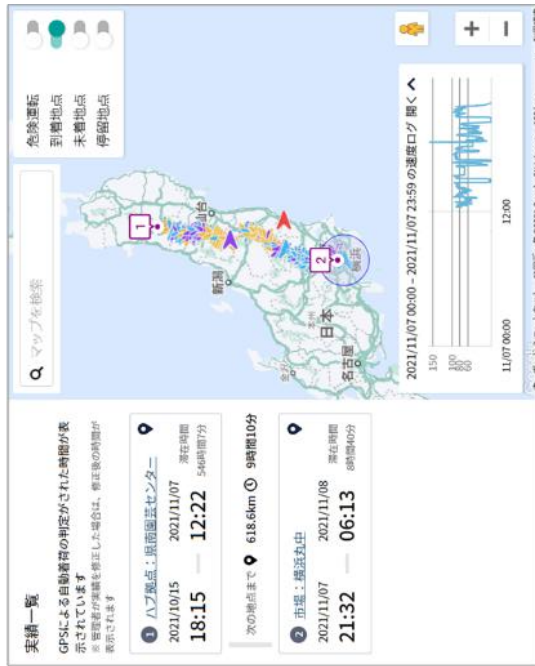 実績一覧
GPSによる自動着荷の判定がされた時間が表
示されています
※ 管理者が実績を修正した場合は、修正後の時間が
表示されます
1 ハブ拠点：県南園芸センター
2021/10/15 2021/11/07 滞在時間
18:15 — 12:22 546時間7分
次の地点まで 618.6km 9時間10分
2 市場：横浜丸中
2021/11/07 2021/11/08 滞在時間
21:32 — 06:13 8時間40分
マップを検索
危険運転
到着地点
未着地点
停留地点
1
仙台
新潟
金沢
本州
日本
2
横浜
名古屋
+
−
2021/11/07 00:00 – 2021/11/07 23:59 の速度ログ 開く
150
100
80
60
11/07 00:00 12:00